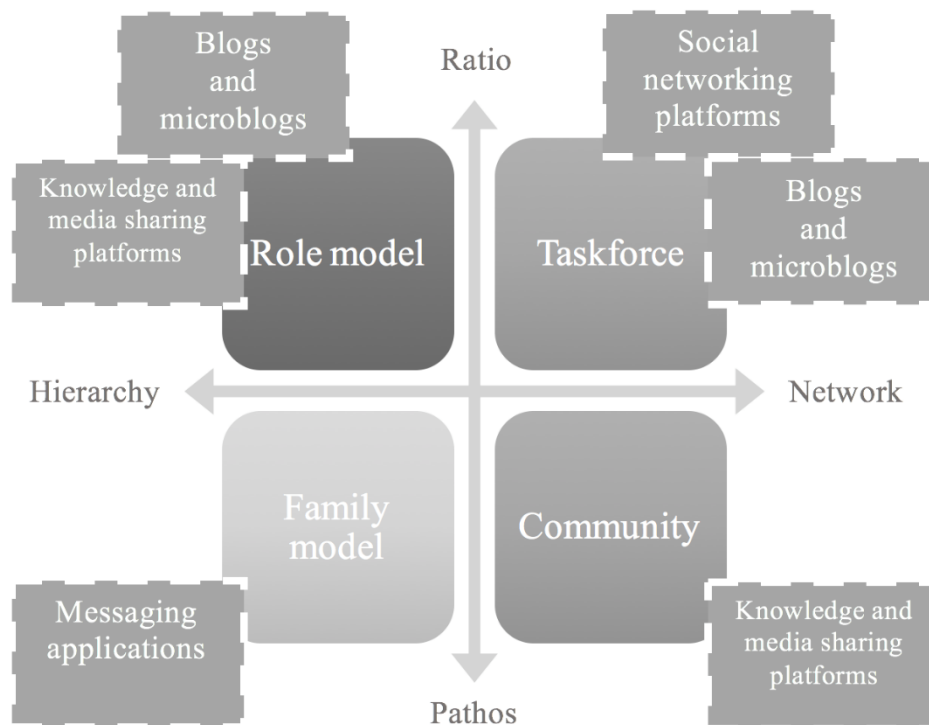 Blogs
and
microblogs
Ratio
Social
networking
platforms
Knowledge and
media sharing
platforms
Role model
Taskforce
Blogs
and
microblogs
Hierarchy
Network
Family
model
Community
Messaging
applications
Knowledge and
media sharing
platforms
Pathos